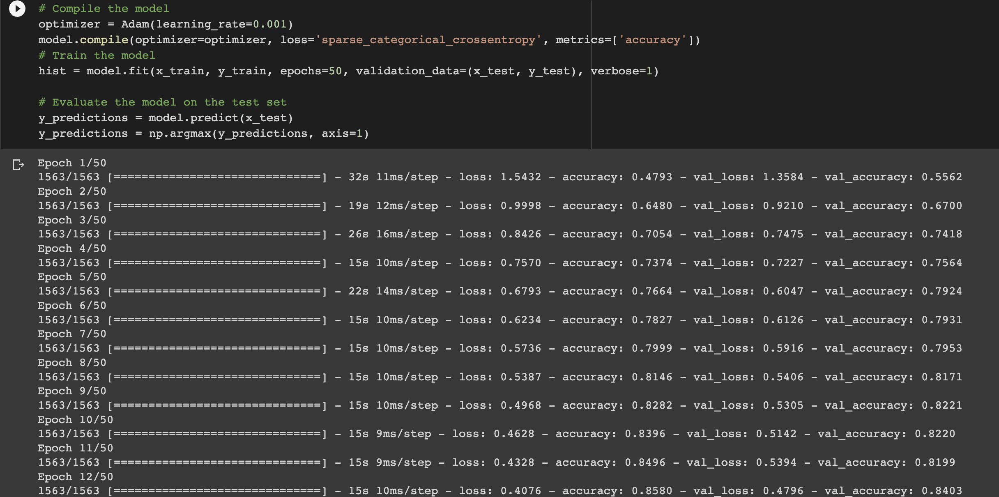 # Compile the model
optimizer = Adam(learning_rate=0.001)
model.compile(optimizer=optimizer, loss='sparse_categorical_crossentropy', metrics=['accuracy'])
# Train the model
hist = model.fit(x_train, y_train, epochs=50, validation_data=(x_test, y_test), verbose=1)
# Evaluate the model on the test set
y_predictions = model.predict(x_test)
y_predictions = np.argmax(y_predictions, axis=1)
Epoch 1/50
1563/1563 [==============================] - 32s 11ms/step - loss: 1.5432 - accuracy: 0.4793 - val_loss: 1.3584 - val_accuracy: 0.5562
Epoch 2/50
1563/1563 [==============================] - 19s 12ms/step - loss: 0.9998 - accuracy: 0.6480 - val_loss: 0.9210 - val_accuracy: 0.6700
Epoch 3/50
1563/1563 [==============================] - 26s 16ms/step - loss: 0.8426 - accuracy: 0.7054 - val_loss: 0.7475 - val_accuracy: 0.7418
Epoch 4/50
1563/1563 [==============================] - 15s 10ms/step - loss: 0.7570 - accuracy: 0.7374 - val_loss: 0.7227 - val_accuracy: 0.7564
Epoch 5/50
1563/1563 [==============================] - 22s 14ms/step - loss: 0.6793 - accuracy: 0.7664 - val_loss: 0.6047 - val_accuracy: 0.7924
Epoch 6/50
1563/1563 [==============================] - 15s 10ms/step - loss: 0.6234 - accuracy: 0.7827 - val_loss: 0.6126 - val_accuracy: 0.7931
Epoch 7/50
1563/1563 [==============================] - 15s 10ms/step - loss: 0.5736 - accuracy: 0.7999 - val_loss: 0.5916 - val_accuracy: 0.7953
Epoch 8/50
1563/1563 [==============================] - 15s 10ms/step - loss: 0.5387 - accuracy: 0.8146 - val_loss: 0.5406 - val_accuracy: 0.8171
Epoch 9/50
1563/1563 [==============================] - 15s 10ms/step - loss: 0.4968 - accuracy: 0.8282 - val_loss: 0.5305 - val_accuracy: 0.8221
Epoch 10/50
1563/1563 [==============================] - 15s 9ms/step - loss: 0.4628 - accuracy: 0.8396 - val_loss: 0.5142 - val_accuracy: 0.8220
Epoch 11/50
1563/1563 [==============================] - 15s 9ms/step - loss: 0.4328 - accuracy: 0.8496 - val_loss: 0.5394 - val_accuracy: 0.8199
Epoch 12/50
1563/1563 [==============================] - 15s 10ms/step - loss: 0.4076 - accuracy: 0.8580 - val_loss: 0.4796 - val_accuracy: 0.8403